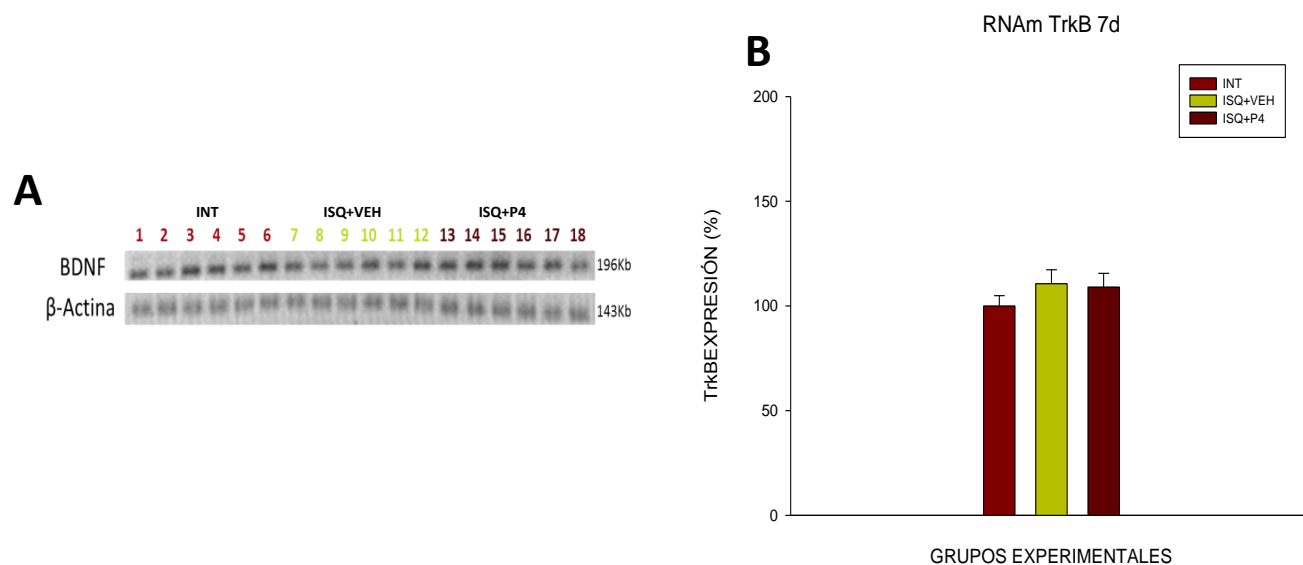 A
INT ISQ+VEH ISQ+P4
1 2 3 4 5 6 7 8 9 10 11 12 13 14 15 16 17 18
BDNF 196Kb
β-Actina 143Kb
B
RNAm TrkB 7d
INT
ISQ+VEH
ISQ+P4
TrkBEXPRESIÓN (%)
200
150
100
50
0
GRUPOS EXPERIMENTALES